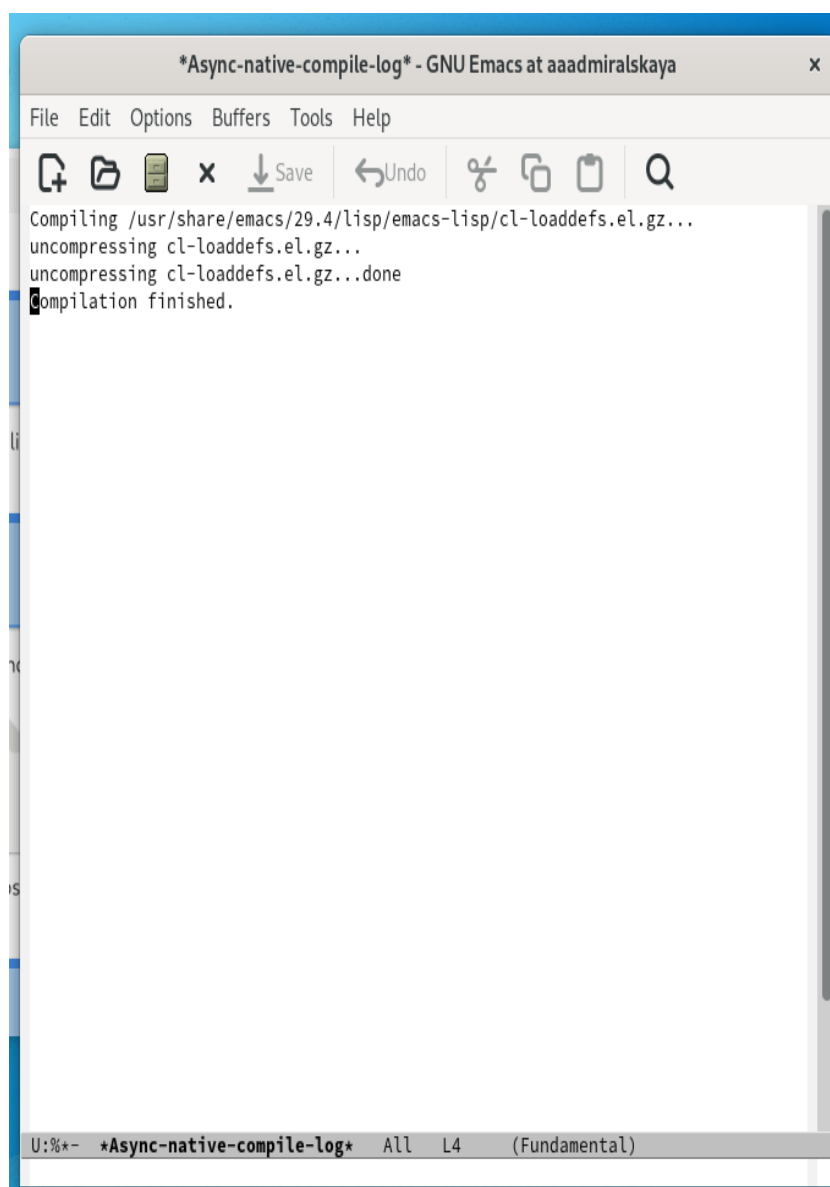 *Async-native-compile-log* - GNU Emacs at aaadmiralskaya ×
File Edit Options Buffers Tools Help
Save Undo
Compiling /usr/share/emacs/29.4/lisp/emacs-lisp/cl-loaddefs.el.gz...
uncompressing cl-loaddefs.el.gz...
uncompressing cl-loaddefs.el.gz...done
Compilation finished.
li
U:%*- *Async-native-compile-log* All L4 (Fundamental)